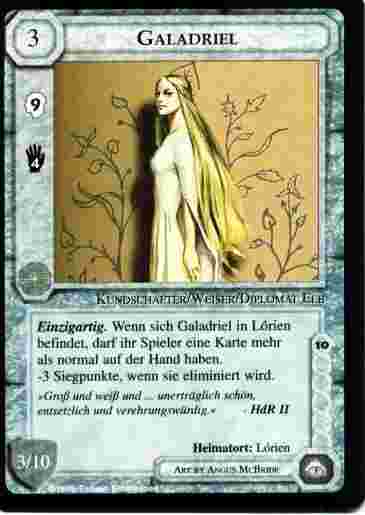 3
GALADRIEL
9
4
KUNDSCHAFTER/WEISER/DIPLOMAT ELB
Einzigartig. Wenn sich Galadriel in Lórien
befindet, darf ihr Spieler eine Karte mehr
als normal auf der Hand haben.
-3 Siegpunkte, wenn sie eliminiert wird.
10
»Groß und weiß und ... unerträglich schön,
entsetzlich und verehrungswürdig.« - HdR II
Heimatort: Lórien
3/10
ART BY ANGUS MCBRIDE